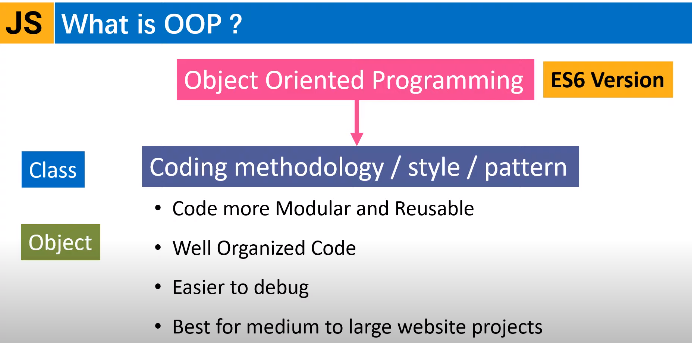 JS What is OOP ?
Object Oriented Programming
ES6 Version
Class
Coding methodology / style / pattern
• Code more Modular and Reusable
Object
• Well Organized Code
• Easier to debug
• Best for medium to large website projects